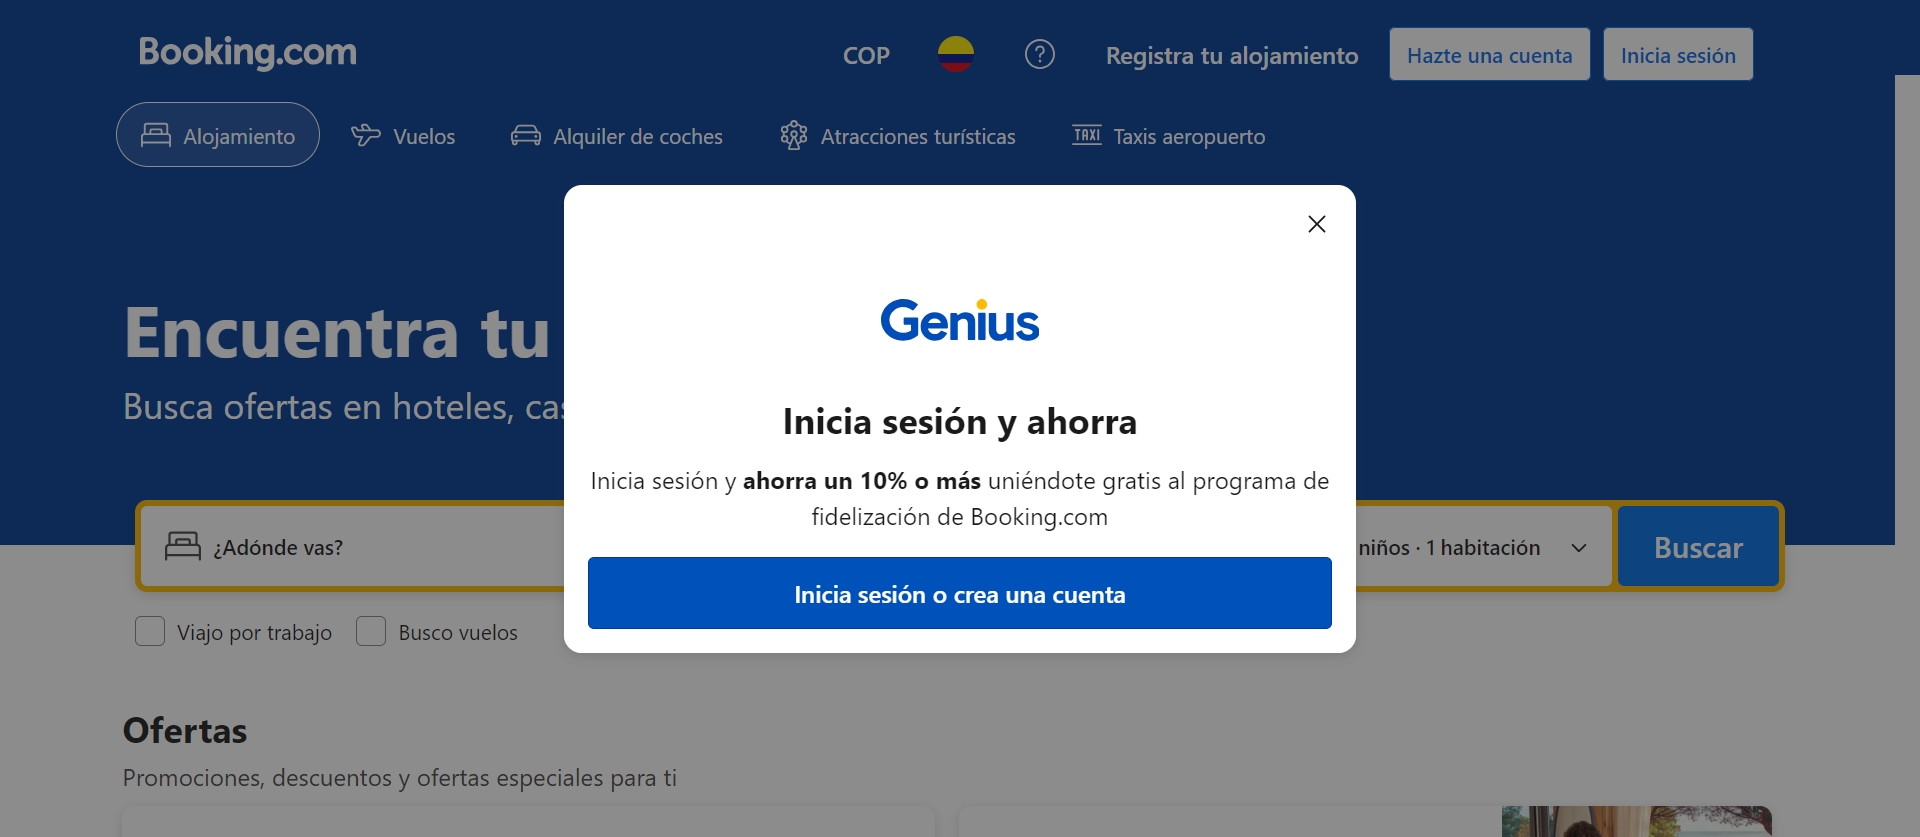 Booking.com
COP
Registra tu alojamiento
Hazte una cuenta
Inicia sesión
Alojamiento
Vuelos
Alquiler de coches
Atracciones turísticas
TAXI
Taxis aeropuerto
Genius
Inicia sesión y ahorra
Inicia sesión y ahorra un 10% o más uniéndote gratis al programa de
fidelización de Booking.com
Inicia sesión o crea una cuenta
Encuentra tu
Busca ofertas en hoteles,
¿Adónde vas?
niños · 1 habitación
Buscar
Viajo por trabajo
Busco vuelos
Ofertas
Promociones, descuentos y ofertas especiales para ti